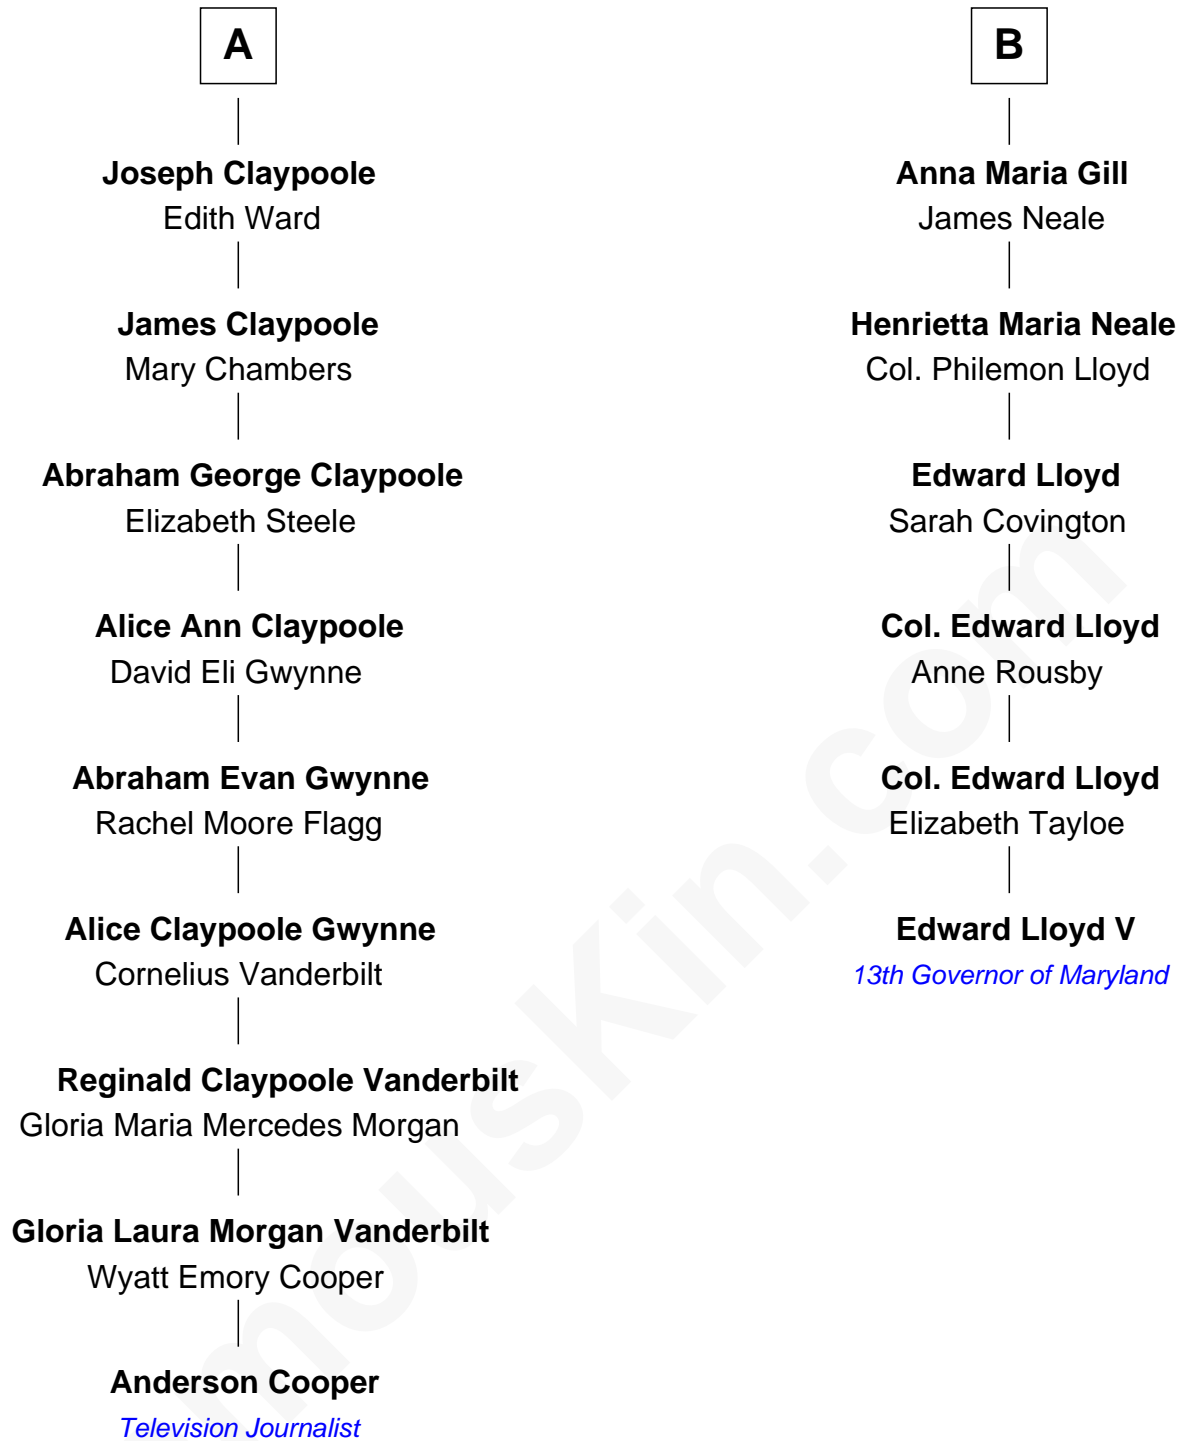 A
Joseph Claypoole
Edith Ward
James Claypoole
Mary Chambers
Abraham George Claypoole
Elizabeth Steele
Alice Ann Claypoole
David Eli Gwynne
Abraham Evan Gwynne
Rachel Moore Flagg
Alice Claypoole Gwynne
Cornelius Vanderbilt
Reginald Claypoole Vanderbilt
Gloria Maria Mercedes Morgan
Gloria Laura Morgan Vanderbilt
Wyatt Emory Cooper
Anderson Cooper
Television Journalist
B
Anna Maria Gill
James Neale
Henrietta Maria Neale
Col. Philemon Lloyd
Edward Lloyd
Sarah Covington
Col. Edward Lloyd
Anne Rousby
Col. Edward Lloyd
Elizabeth Tayloe
Edward Lloyd V
13th Governor of Maryland
mousKin.com